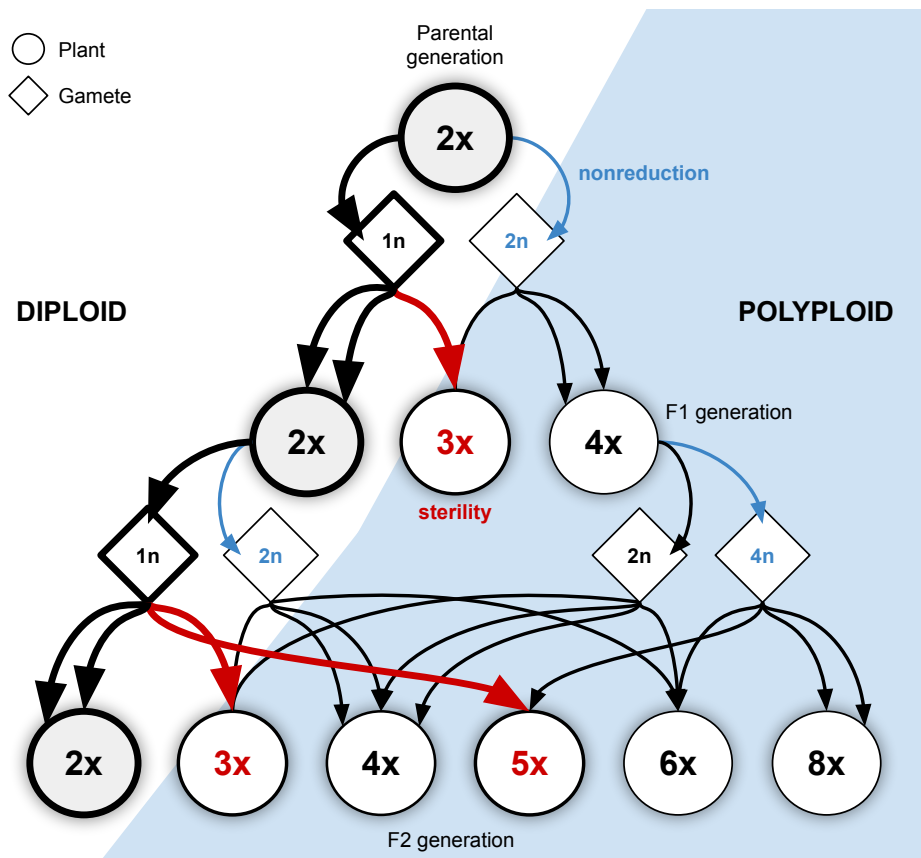 Parental
generation
Plant
Gamete
2x
nonreduction
1n
2n
DIPLOID
POLYPLOID
F1 generation
2x
3x
4x
sterility
1n
2n
2n
4n
2x
3x
4x
5x
6x
8x
F2 generation